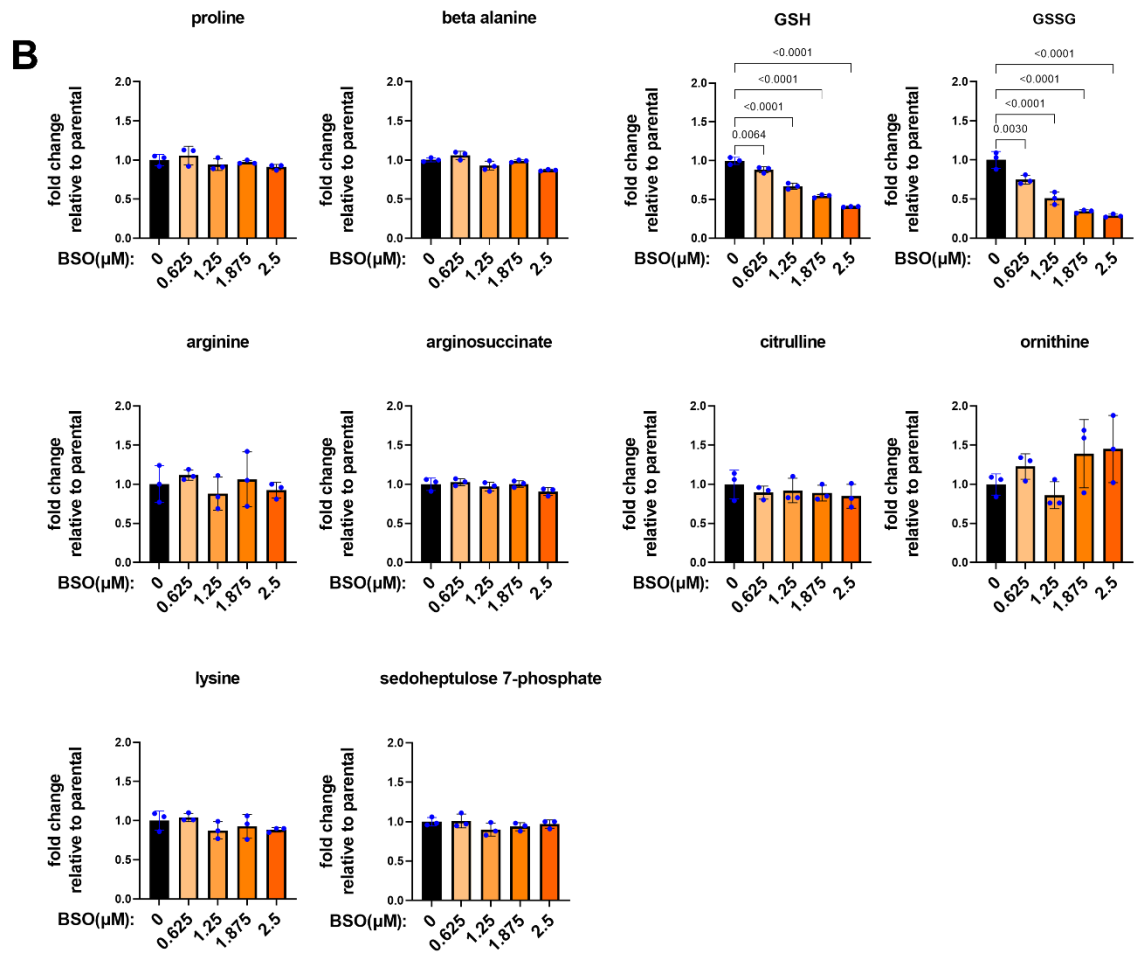 proline
beta alanine
GSH
GSSG
B
<0.0001
<0.0001
<0.0001
0.0064
<0.0001
<0.0001
<0.0001
0.0030
fold change
relative to parental
2.0
1.5
1.0
0.5
0.0
BSO(μM):
0
0.625
1.25
1.875
2.5
fold change
relative to parental
2.0
1.5
1.0
0.5
0.0
BSO(μM):
0
0.625
1.25
1.875
2.5
fold change
relative to parental
2.0
1.5
1.0
0.5
0.0
BSO(μM):
0
0.625
1.25
1.875
2.5
fold change
relative to parental
2.0
1.5
1.0
0.5
0.0
BSO(μM):
0
0.625
1.25
1.875
2.5
arginine
fold change
relative to parental
2.0
1.5
1.0
0.5
0.0
BSO(μM):
0
0.625
1.25
1.875
2.5
arginosuccinate
fold change
relative to parental
2.0
1.5
1.0
0.5
0.0
BSO(μM):
0
0.625
1.25
1.875
2.5
citrulline
fold change
relative to parental
2.0
1.5
1.0
0.5
0.0
BSO(μM):
0
0.625
1.25
1.875
2.5
ornithine
fold change
relative to parental
2.0
1.5
1.0
0.5
0.0
BSO(μM):
0
0.625
1.25
1.875
2.5
lysine
fold change
relative to parental
2.0
1.5
1.0
0.5
0.0
BSO(μM):
0
0.625
1.25
1.875
2.5
sedoheptulose 7-phosphate
fold change
relative to parental
2.0
1.5
1.0
0.5
0.0
BSO(μM):
0
0.625
1.25
1.875
2.5